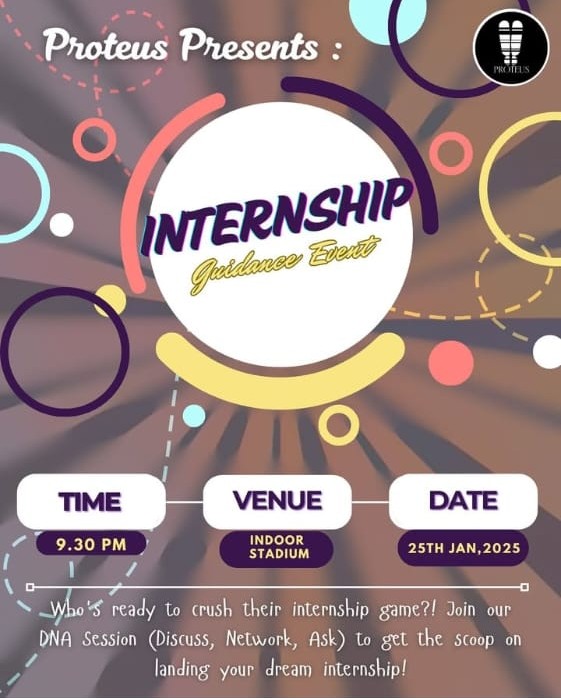 Proteus Presents :
PROTEUS
INTERNSHIP
Guidance Event
TIME
9.30 PM
VENUE
INDOOR
STADIUM
DATE
25TH JAN,2025
Who's ready to crush their internship game?! Join our
DNA Session (Discuss, Network, Ask) to get the scoop on
landing your dream internship!